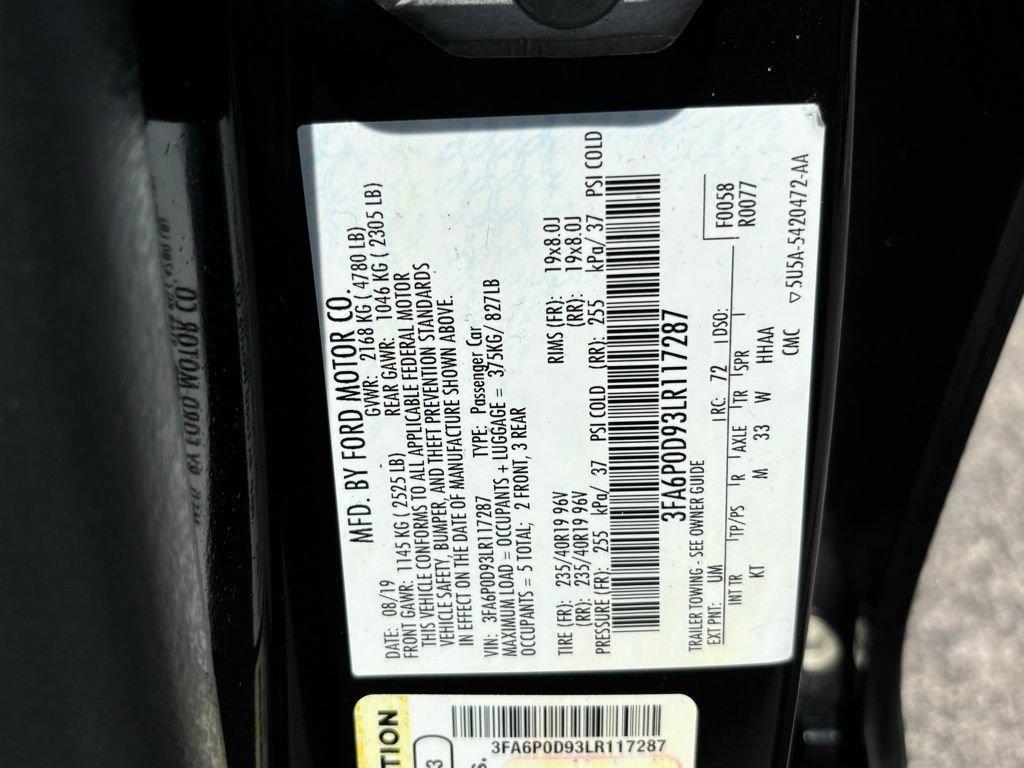 MFD. BY FORD MOTOR CO.
DATE: 08/19 GVWR: 2168 KG ( 4780 LB)
FRONT GAWR: 1145 KG ( 2525 LB) REAR GAWR: 1046 KG ( 2305 LB)
THIS VEHICLE CONFORMS TO ALL APPLICABLE FEDERAL MOTOR
VEHICLE SAFETY, BUMPER, AND THEFT PREVENTION STANDARDS
IN EFFECT ON THE DATE OF MANUFACTURE SHOWN ABOVE.
VIN: 3FA6P0D93LR117287 TYPE: Passenger Car
MAXIMUM LOAD = OCCUPANTS + LUGGAGE = 375KG/ 827LB
OCCUPANTS = 5 TOTAL; 2 FRONT, 3 REAR
TIRE (FR): 235/40R19 96V RIMS (FR): 19x8.0J
(RR): 235/40R19 96V (RR): 19x8.0J
PRESSURE (FR): 255 kPa/ 37 PSI COLD (RR): 255 kPa/ 37 PSI COLD
3FA6P0D93LR117287
TRAILER TOWING - SEE OWNER GUIDE
F0058
EXT PNT: UM RC: 72 DSO: R0077
INT TR TP/PS R AXLE TR SPR
KT M 33 W HHAA
CMC ▽5U5A-5420472-AA
TION
3
S.
3FA6P0D93LR117287